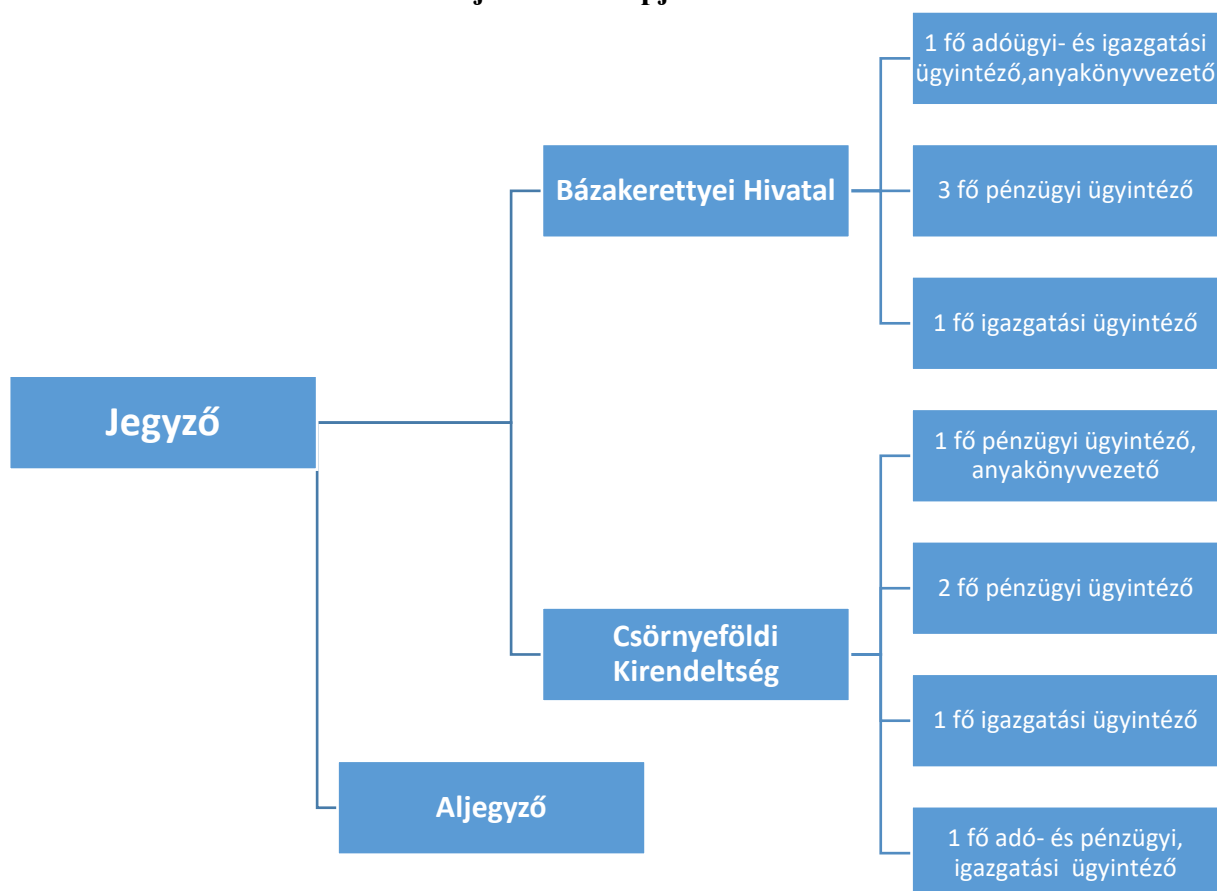 1 fő adóügyi- és igazgatási
ügyintéző,anyakönyvvezető
Bázakerettyei Hivatal
3 fő pénzügyi ügyintéző
1 fő igazgatási ügyintéző
Jegyző
1 fő pénzügyi ügyintéző,
anyakönyvvezető
2 fő pénzügyi ügyintéző
Csörnyeföldi
Kirendeltség
1 fő igazgatási ügyintéző
Aljegyző
1 fő adó- és pénzügyi,
igazgatási ügyintéző